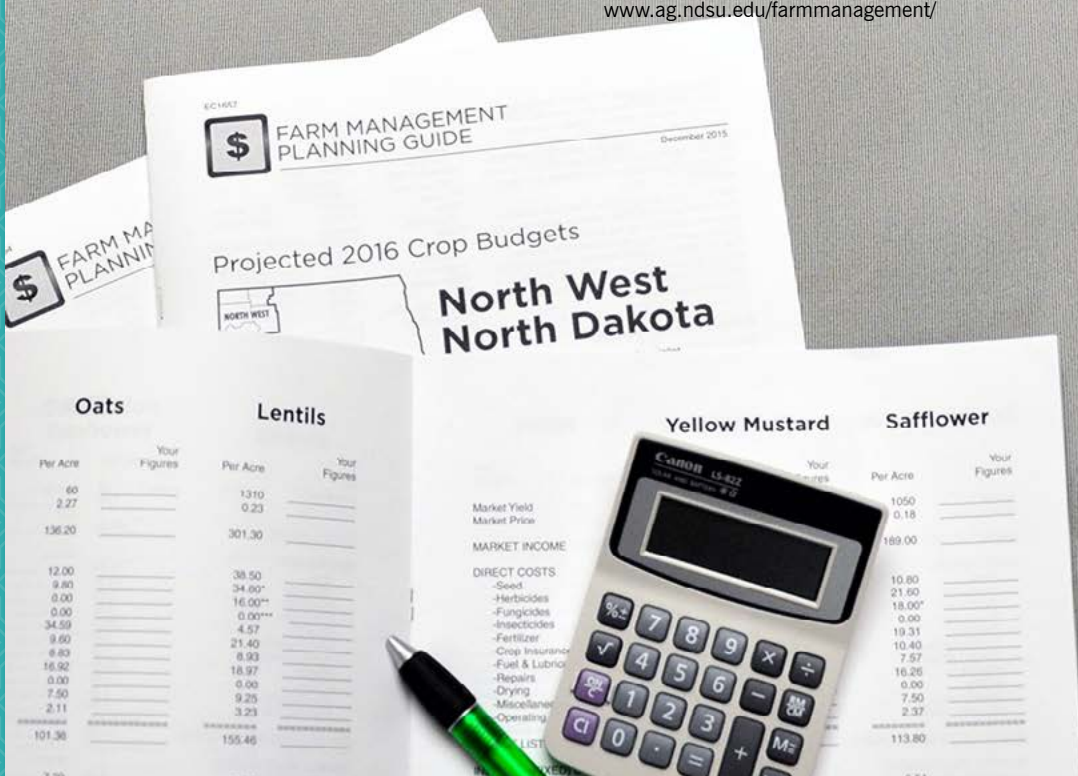 www.ag.ndsu.edu/farmmanagement/
EC1657
$
FARM MANAGEMENT
PLANNING GUIDE
December 2015
Projected 2016 Crop Budgets
NORTH WEST
North West
North Dakota
$
FARM MA
PLANNIN
Oats
Lentils
Per Acre Your Figures Per Acre Your Figures
60 1310
2.27 0.23
136.20 301.30
12.00 38.50
9.80 34.00*
0.00 16.00**
0.00 0.00***
34.59 4.57
9.60 21.40
8.83 8.93
16.92 18.97
0.00 0.00
7.50 9.25
2.11 3.23
101.36 155.46
Yellow Mustard
Safflower
Your
Per Acre Your Figures
Market Yield 1050
Market Price 0.18
MARKET INCOME 189.00
DIRECT COSTS
-Seed 10.80
-Herbicides 21.60
-Fungicides 18.00*
-Insecticides 0.00
-Fertilizer 19.31
-Crop Insurance 10.40
-Fuel & Lubric 7.57
-Repairs 16.26
-Drying 0.00
-Miscellane 7.50
-Operating 2.37
LIST 113.80
Canon LS-82Z
%± 7 8 9 × ÷
√ 4 5 6 − RM CM
ON C 1 2 3 + M=
CI 0 . =